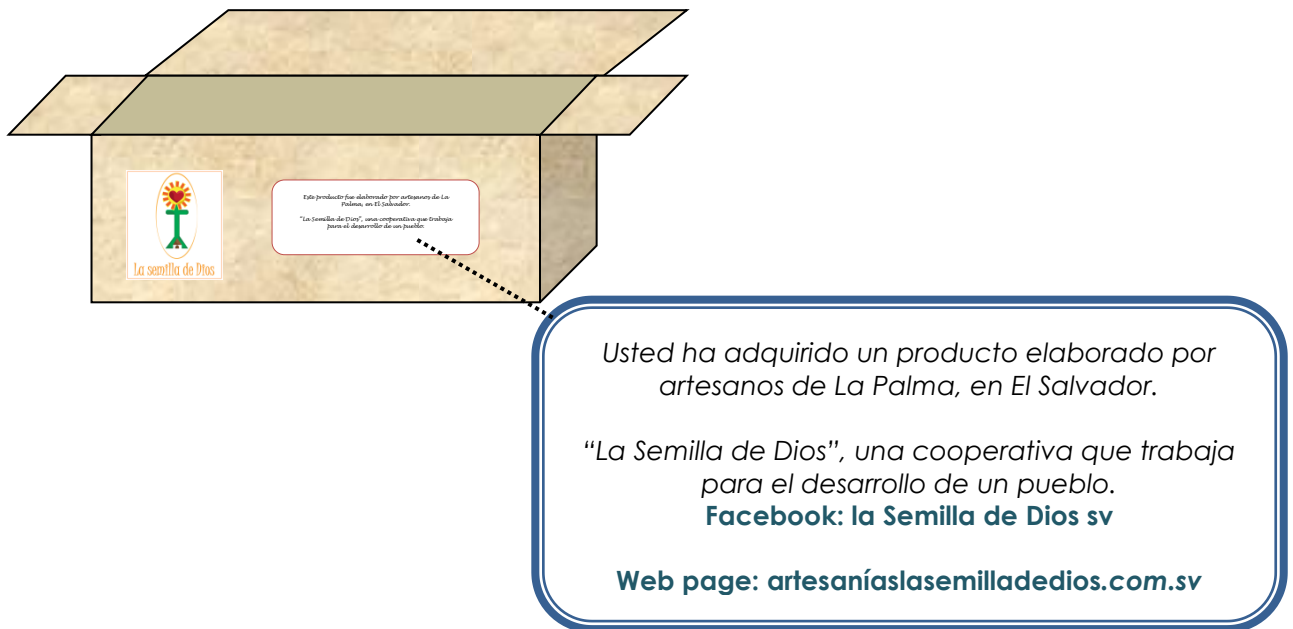 La semilla de Dios
Este producto fue elaborado por artesanos de La
Palma, en El Salvador.
"La Semilla de Dios", una cooperativa que trabaja
para el desarrollo de un pueblo.
Usted ha adquirido un producto elaborado por
artesanos de La Palma, en El Salvador.
“La Semilla de Dios”, una cooperativa que trabaja
para el desarrollo de un pueblo.
Facebook: la Semilla de Dios sv
Web page: artesaníaslasemilladedios.com.sv